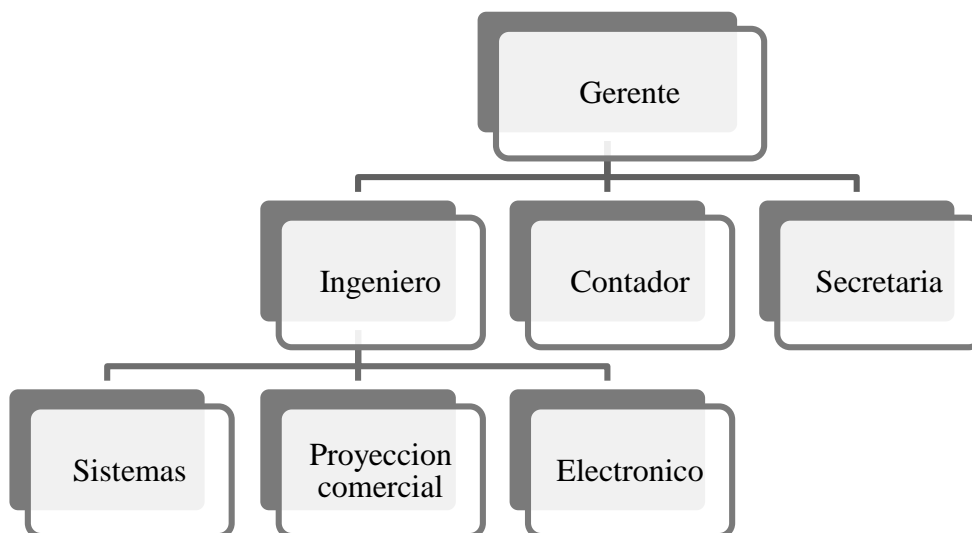 Gerente
Ingeniero
Contador
Secretaria
Sistemas
Proyeccion
comercial
Electronico